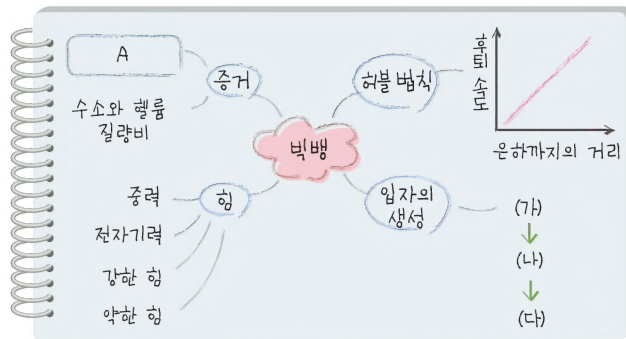 A
증거
수소와 헬륨
질량비
허블 법칙
후퇴 속도
은하까지의 거리
빅뱅
힘
중력
전자기력
강한 힘
약한 힘
입자의
생성
(가)
(나)
(다)